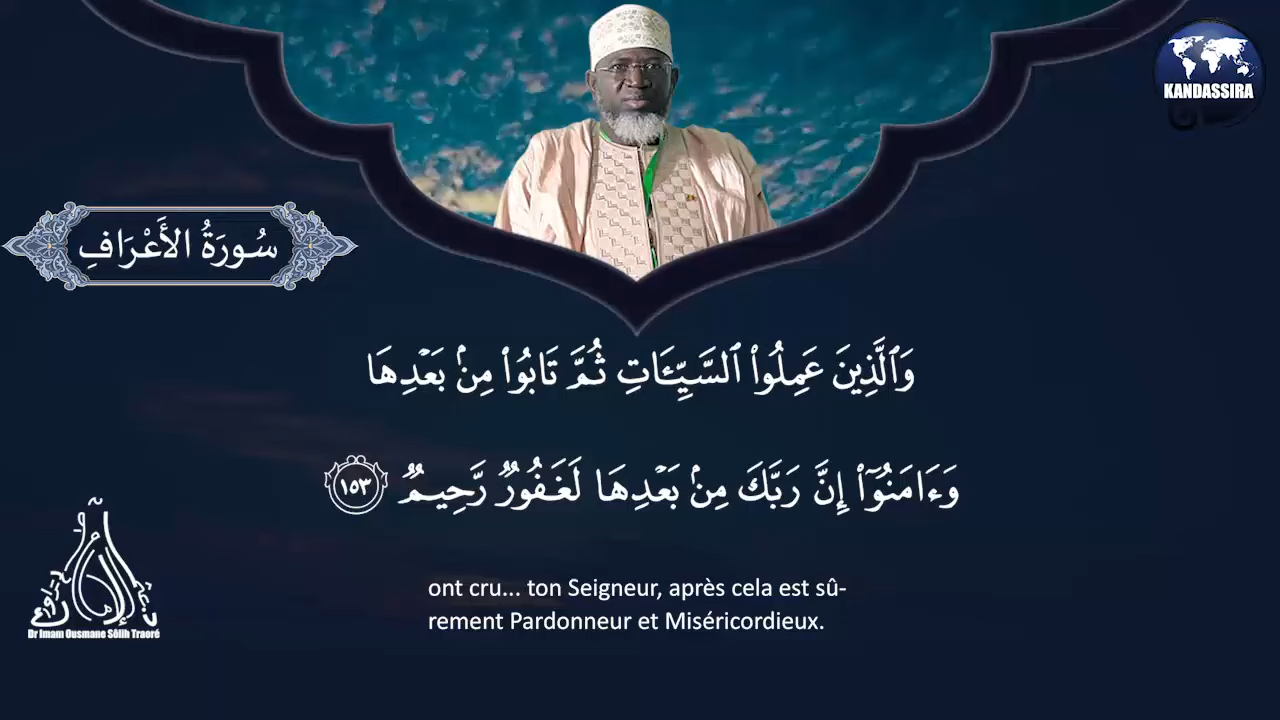 KANDASSIRA
سُورَةُ الأَعْرَافِ
وَٱلَّذِينَ عَمِلُوا۟ ٱلسَّيِّـَٔاتِ ثُمَّ تَابُوا۟ مِنۢ بَعْدِهَا
وَءَامَنُوٓا۟ إِنَّ رَبَّكَ مِنۢ بَعْدِهَا لَغَفُورٌ رَّحِيمٌ ١٥٣
ont cru... ton Seigneur, après cela est sû-
rement Pardonneur et Miséricordieux.
Dr Imam Ousmane Sölih Traoré